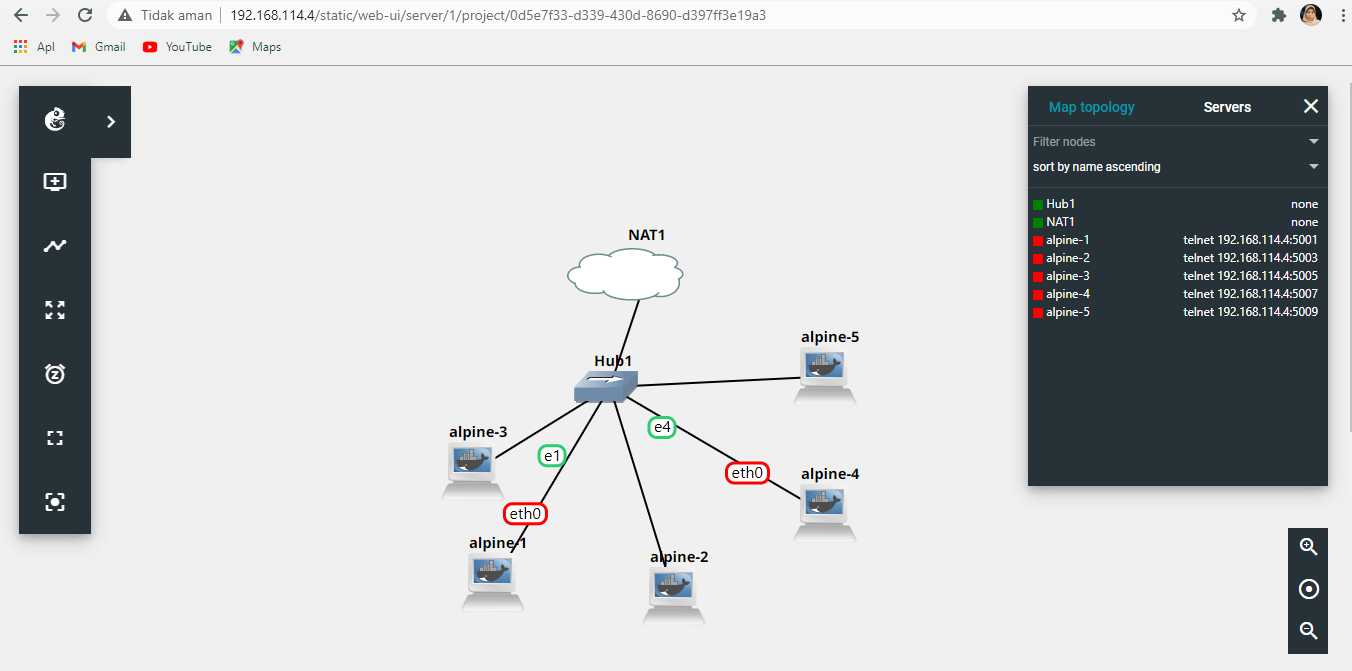 Tidak aman 192.168.114.4/static/web-ui/server/1/project/0d5e7f33-d339-430d-8690-d397ff3e19a3
Apl Gmail YouTube Maps
Map topology Servers
Filter nodes
sort by name ascending
Hub1 none
NAT1 none
alpine-1 telnet 192.168.114.4:5001
alpine-2 telnet 192.168.114.4:5003
alpine-3 telnet 192.168.114.4:5005
alpine-4 telnet 192.168.114.4:5007
alpine-5 telnet 192.168.114.4:5009
NAT1
alpine-5
Hub1
alpine-3
e4
e1
eth0
alpine-4
eth0
alpine-1
alpine-2